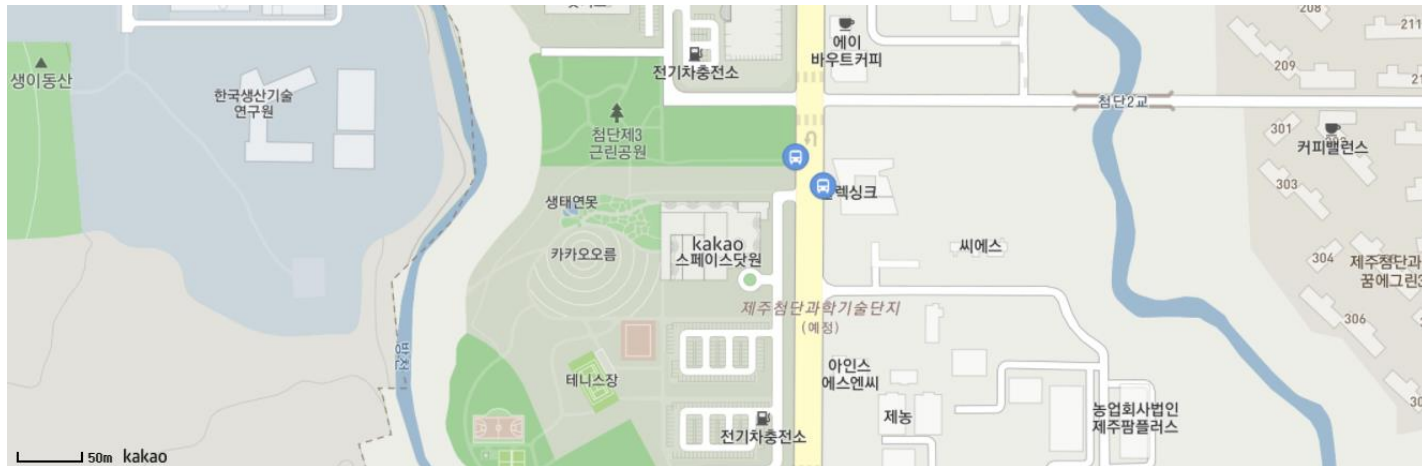 208
211
에이
바우트커피
전기차충전소
생이동산
209
한국생산기술
연구원
첨단2교
301
커피밸런스
첨단제3
근린공원
303
렉싱크
생태연못
kakao
스페이스닷원
카카오오름
씨에스
304
제주첨단과
꿈에그린3
제주첨단과학기술단지
(예정)
306
방천
아인스
에스엔씨
테니스장
제농
농업회사법인
제주팜플러스
전기차충전소
50m kakao